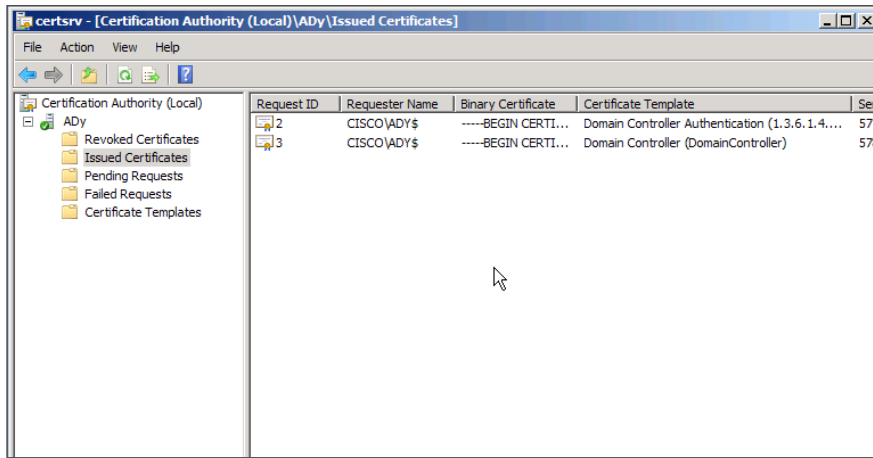 certsrv - [Certification Authority (Local)\ADy\Issued Certificates]
File Action View Help
Certification Authority (Local)
ADy
Revoked Certificates
Issued Certificates
Pending Requests
Failed Requests
Certificate Templates
Request ID Requester Name Binary Certificate Certificate Template Se
2 CISCO\ADY$ -----BEGIN CERTI... Domain Controller Authentication (1.3.6.1.4.... 57
3 CISCO\ADY$ -----BEGIN CERTI... Domain Controller (DomainController)